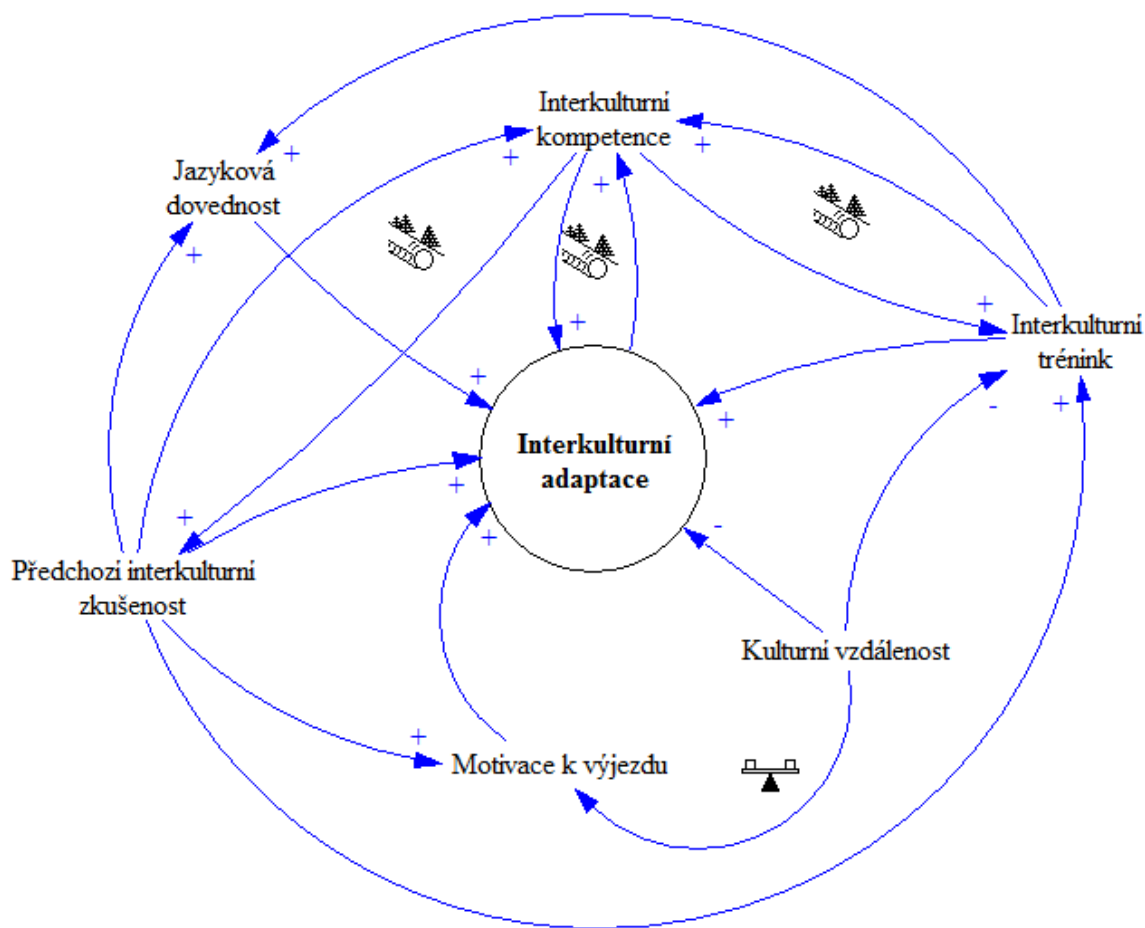 Interkulturní
kompetence
+
+
+
+
Jazyková
dovednost
+
+
+
Interkulturní
trénink
+
+
-
+
Interkulturní
adaptace
+
+
-
+
+
Předchozí interkulturní
zkušenost
Kulturní vzdálenost
+
Motivace k výjezdu